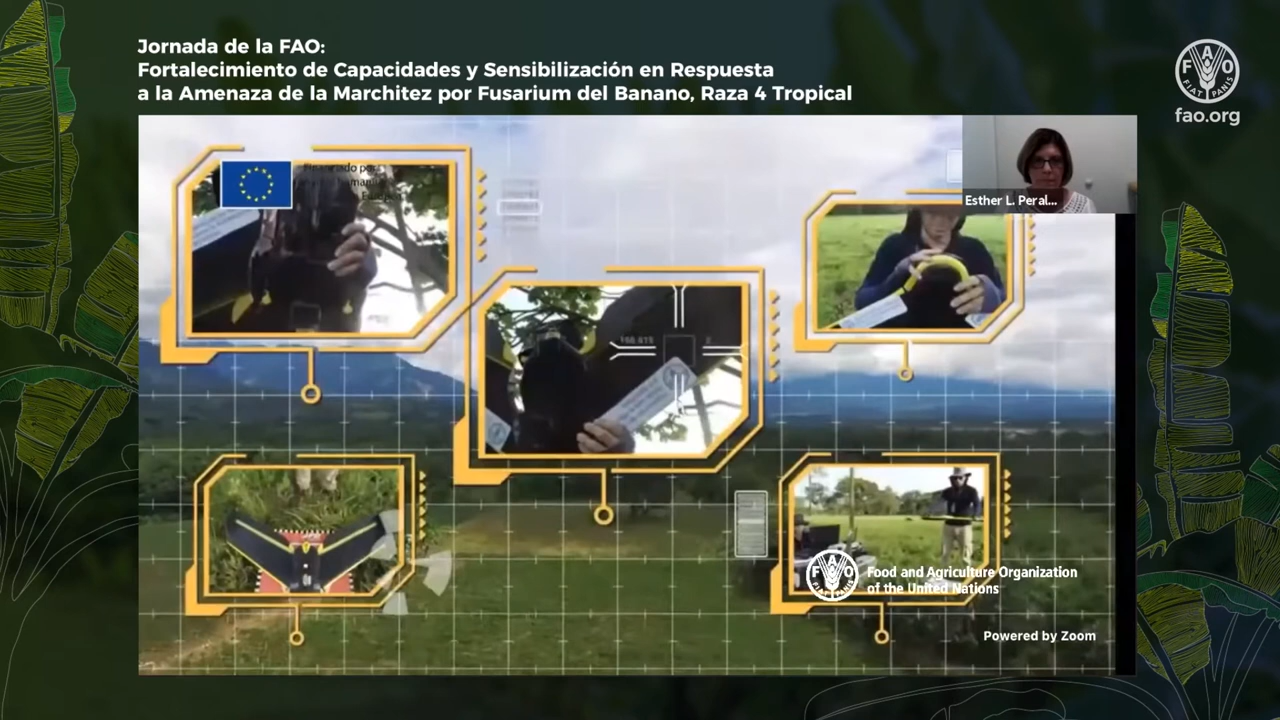 Jornada de la FAO:
Fortalecimiento de Capacidades y Sensibilización en Respuesta
a la Amenaza de la Marchitez por Fusarium del Banano, Raza 4 Tropical
F A O
FIAT PANIS
fao.org
Esther L. Peral...
F A O
FIAT PANIS
Food and Agriculture Organization
of the United Nations
Powered by Zoom